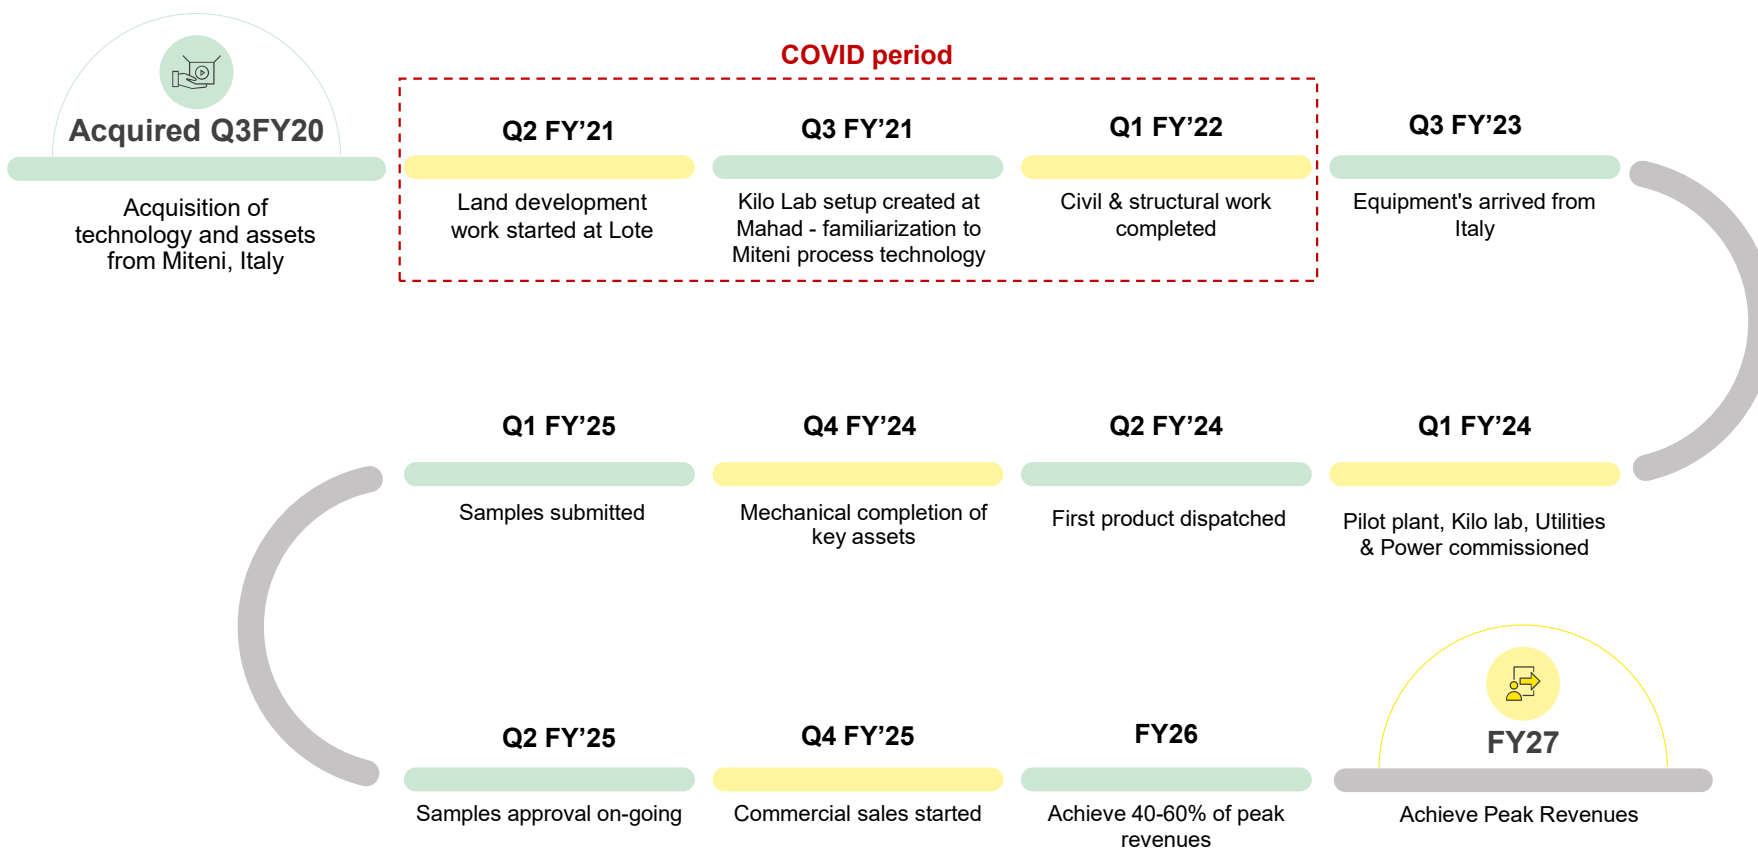 COVID period
Acquired Q3FY20
Acquisition of
technology and assets
from Miteni, Italy
Q2 FY’21
Land development
work started at Lote
Q3 FY’21
Kilo Lab setup created at
Mahad - familiarization to
Miteni process technology
Q1 FY’22
Civil & structural work
completed
Q3 FY’23
Equipment's arrived from
Italy
Q1 FY’24
Pilot plant, Kilo lab, Utilities
& Power commissioned
Q2 FY’24
First product dispatched
Q4 FY’24
Mechanical completion of
key assets
Q1 FY’25
Samples submitted
Q2 FY’25
Samples approval on-going
Q4 FY’25
Commercial sales started
FY26
Achieve 40-60% of peak
revenues
FY27
Achieve Peak Revenues